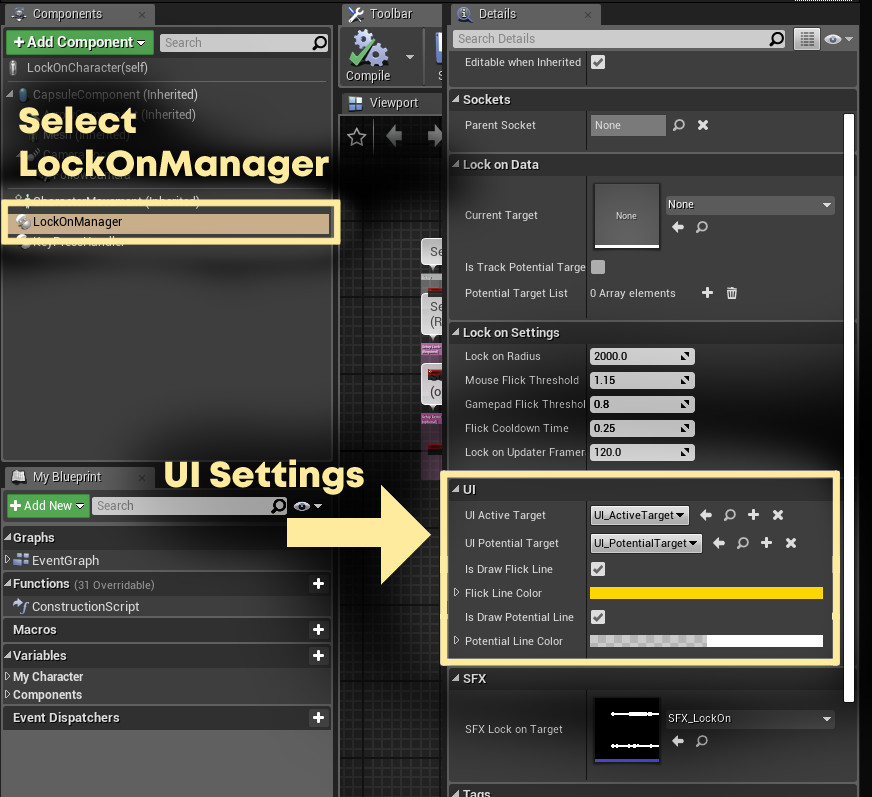 Components
+ Add Component
Search
LockOnCharacter(self)
CapsuleComponent (Inherited)
(Inherited)
Mesh (Inherited)
Select
LockOnManager
FollowCamera
CharacterMovement (Inherited)
LockOnManager
KeyPressHandler
My Blueprint
UI Settings
+ Add New
Search
Graphs
EventGraph
Functions (31 Overridable)
ConstructionScript
Macros
Variables
My Character
Components
Event Dispatchers
Toolbar
Compile
Viewport
Details
Search Details
Editable when Inherited
Sockets
Parent Socket
None
Lock on Data
Current Target
None
None
Is Track Potential Targe
Potential Target List
0 Array elements
Lock on Settings
Lock on Radius
2000.0
Mouse Flick Threshold
1.15
Gamepad Flick Threshol
0.8
Flick Cooldown Time
0.25
Lock on Updater Framer
120.0
UI
UI Active Target
UI_ActiveTarget
UI Potential Target
UI_PotentialTarget
Is Draw Flick Line
Flick Line Color
Is Draw Potential Line
Potential Line Color
SFX
SFX Lock on Target
SFX_LockOn
Tags